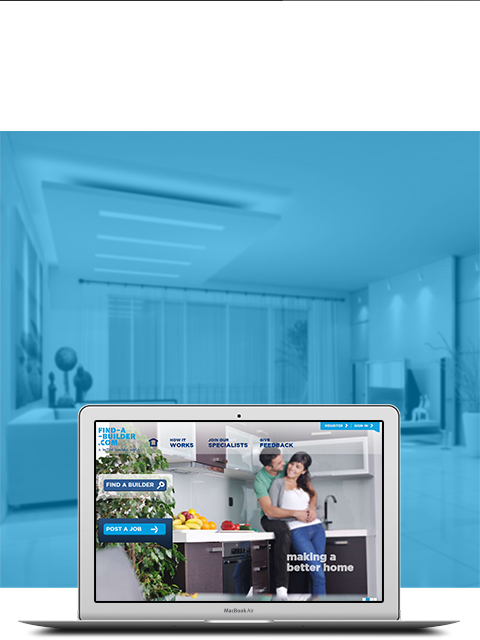 FIND-A
-BUILDER
.COM
HOW IT
WORKS
JOIN OUR
SPECIALISTS
GIVE
FEEDBACK
REGISTER
SIGN IN
FIND A BUILDER
POST A JOB
making a
better home
MacBook Air